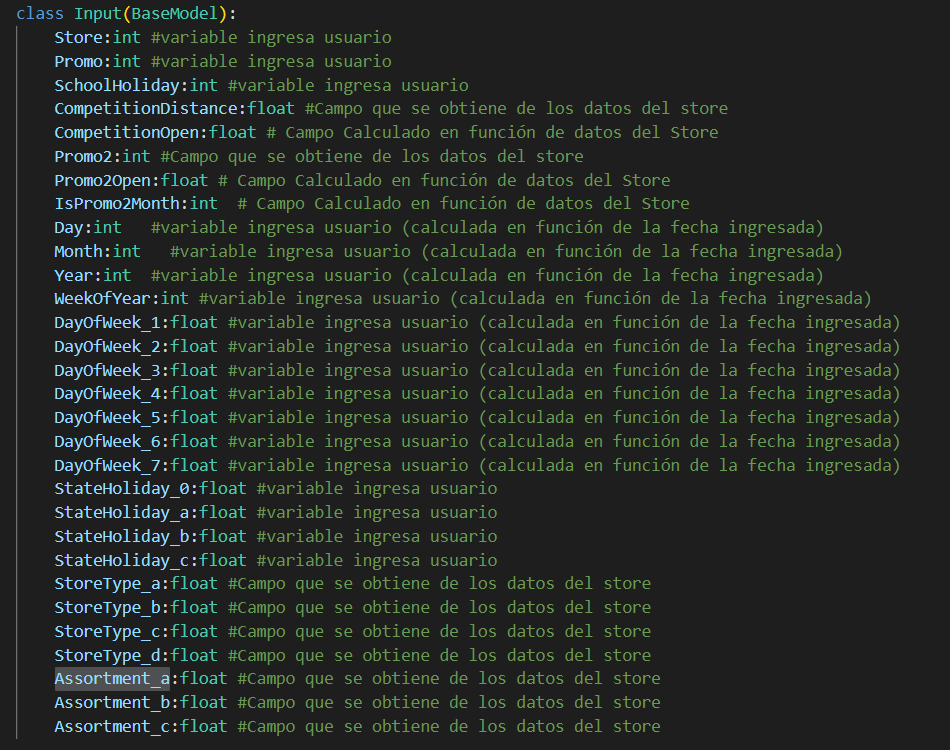 class Input(BaseModel):
Store:int #variable ingresa usuario
Promo:int #variable ingresa usuario
SchoolHoliday:int #variable ingresa usuario
CompetitionDistance:float #Campo que se obtiene de los datos del store
CompetitionOpen:float # Campo Calculado en función de datos del Store
Promo2:int #Campo que se obtiene de los datos del store
Promo2Open:float # Campo Calculado en función de datos del Store
IsPromo2Month:int  # Campo Calculado en función de datos del Store
Day:int   #variable ingresa usuario (calculada en función de la fecha ingresada)
Month:int   #variable ingresa usuario (calculada en función de la fecha ingresada)
Year:int  #variable ingresa usuario (calculada en función de la fecha ingresada)
WeekOfYear:int #variable ingresa usuario (calculada en función de la fecha ingresada)
DayOfWeek_1:float #variable ingresa usuario (calculada en función de la fecha ingresada)
DayOfWeek_2:float #variable ingresa usuario (calculada en función de la fecha ingresada)
DayOfWeek_3:float #variable ingresa usuario (calculada en función de la fecha ingresada)
DayOfWeek_4:float #variable ingresa usuario (calculada en función de la fecha ingresada)
DayOfWeek_5:float #variable ingresa usuario (calculada en función de la fecha ingresada)
DayOfWeek_6:float #variable ingresa usuario (calculada en función de la fecha ingresada)
DayOfWeek_7:float #variable ingresa usuario (calculada en función de la fecha ingresada)
StateHoliday_0:float #variable ingresa usuario
StateHoliday_a:float #variable ingresa usuario
StateHoliday_b:float #variable ingresa usuario
StateHoliday_c:float #variable ingresa usuario
StoreType_a:float #Campo que se obtiene de los datos del store
StoreType_b:float #Campo que se obtiene de los datos del store
StoreType_c:float #Campo que se obtiene de los datos del store
StoreType_d:float #Campo que se obtiene de los datos del store
Assortment_a:float #Campo que se obtiene de los datos del store
Assortment_b:float #Campo que se obtiene de los datos del store
Assortment_c:float #Campo que se obtiene de los datos del store